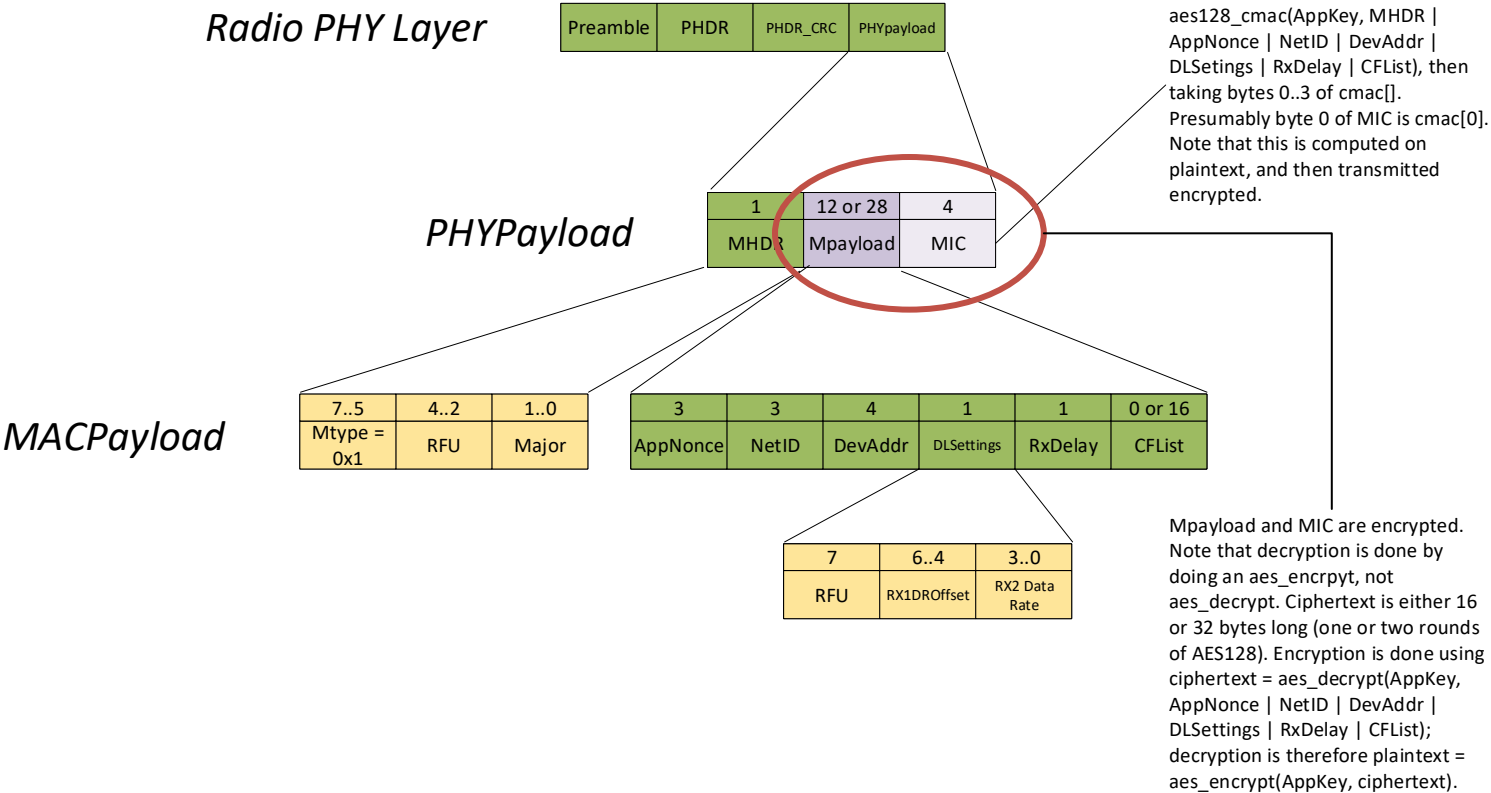 Radio PHY Layer
Preamble PHDR PHDR_CRC PHYpayload
aes128_cmac(AppKey, MHDR |
AppNonce | NetID | DevAddr |
DLSetings | RxDelay | CFList), then
taking bytes 0..3 of cmac[].
Presumably byte 0 of MIC is cmac[0].
Note that this is computed on
plaintext, and then transmitted
encrypted.
PHYPayload
1 12 or 28 4
MHDR Mpayload MIC
MACPayload
7..5 4..2 1..0
Mtype =
0x1
RFU Major
3 3 4 1 1 0 or 16
AppNonce NetID DevAddr DLSettings RxDelay CFList
7 6..4 3..0
RFU RX1DROffset
RX2 Data
Rate
Mpayload and MIC are encrypted.
Note that decryption is done by
doing an aes_encrpyt, not
aes_decrypt. Ciphertext is either 16
or 32 bytes long (one or two rounds
of AES128). Encryption is done using
ciphertext = aes_decrypt(AppKey,
AppNonce | NetID | DevAddr |
DLSettings | RxDelay | CFList);
decryption is therefore plaintext =
aes_encrypt(AppKey, ciphertext).